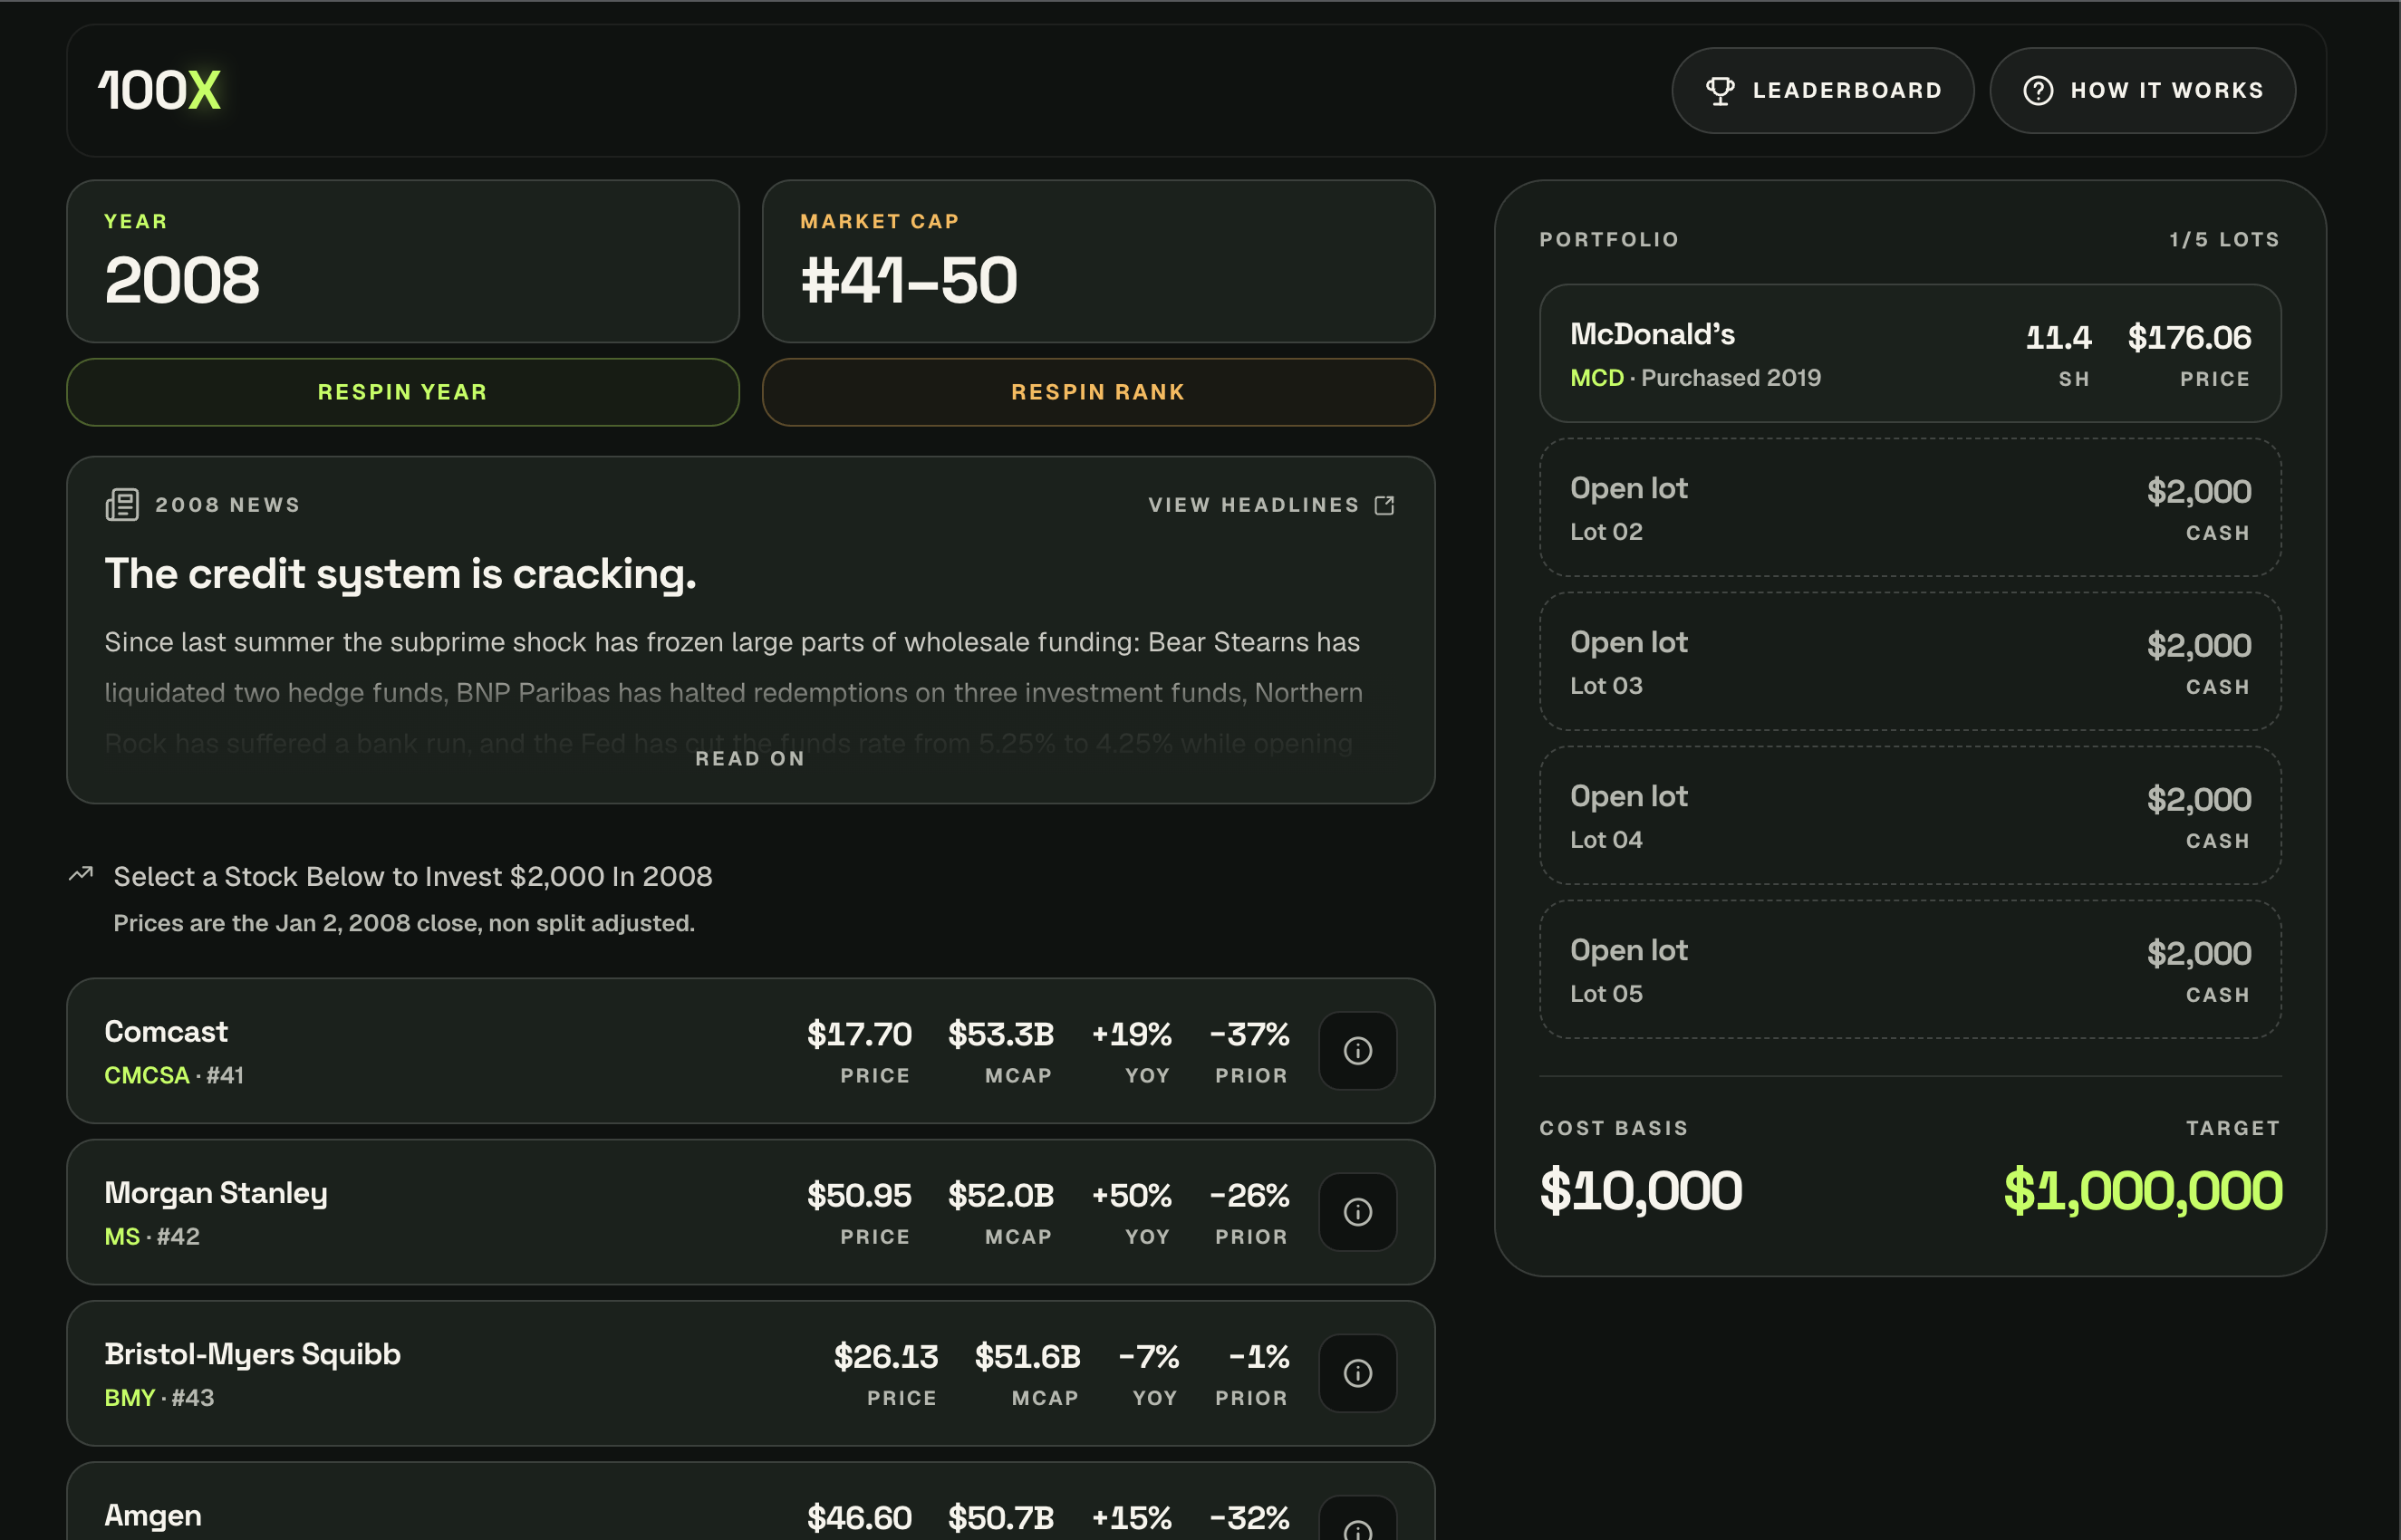 100X
LEADERBOARD
HOW IT WORKS
YEAR
2008
MARKET CAP
#41–50
RESPIN YEAR
RESPIN RANK
2008 NEWS
VIEW HEADLINES
The credit system is cracking.
Since last summer the subprime shock has frozen large parts of wholesale funding: Bear Stearns has
liquidated two hedge funds, BNP Paribas has halted redemptions on three investment funds, Northern
Rock has suffered a bank run, and the Fed has cut the funds rate from 5.25% to 4.25% while opening
READ ON
Select a Stock Below to Invest $2,000 In 2008
Prices are the Jan 2, 2008 close, non split adjusted.
Comcast
CMCSA · #41
$17.70 $53.3B +19% -37%
PRICE MCAP YOY PRIOR
Morgan Stanley
MS · #42
$50.95 $52.0B +50% -26%
PRICE MCAP YOY PRIOR
Bristol-Myers Squibb
BMY · #43
$26.13 $51.6B -7% -1%
PRICE MCAP YOY PRIOR
Amgen
$46.60 $50.7B +15% -32%
PORTFOLIO
1/5 LOTS
McDonald's
MCD · Purchased 2019
11.4 $176.06
SH PRICE
Open lot
Lot 02
$2,000
CASH
Open lot
Lot 03
$2,000
CASH
Open lot
Lot 04
$2,000
CASH
Open lot
Lot 05
$2,000
CASH
COST BASIS
$10,000
TARGET
$1,000,000